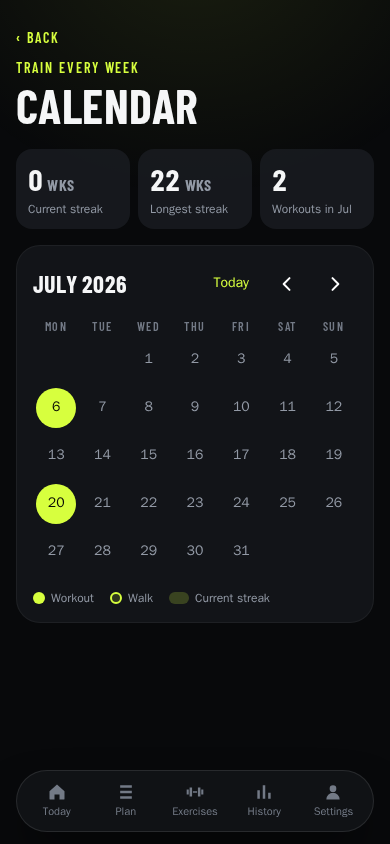 ‹ BACK
TRAIN EVERY WEEK
CALENDAR
0 WKS
Current streak
22 WKS
Longest streak
2
Workouts in Jul
JULY 2026
Today
MON TUE WED THU FRI SAT SUN
1 2 3 4 5
6 7 8 9 10 11 12
13 14 15 16 17 18 19
20 21 22 23 24 25 26
27 28 29 30 31
Workout Walk Current streak
Today Plan Exercises History Settings